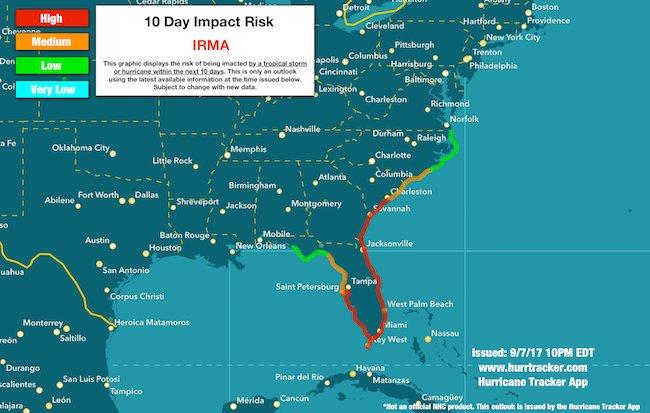 High
Medium
Low
Very Low
10 Day Impact Risk
IRMA
This graphic displays the risk of being imacted by a tropical storm
or hurricane within the next 10 days. This is only an outlook
using the latest available information at the time issued below.
Subject to change with new data.
Detroit
Cleveland
Boston
Providence
Hartford
New York City
Pittsburgh
Trenton
Philadelphia
Columbus
Harrisburg
Baltimore
Cincinnati
Lexington
Charleston
Richmond
Norfolk
Nashville
Durham
Raleigh
Oklahoma City
Memphis
Charlotte
Little Rock
Columbia
Atlanta
Birmingham
Charleston
Fort Worth
Dallas
Abilene
Shreveport
Jackson
Montgomery
Savannah
Austin
Baton Rouge
Mobile
New Orleans
Jacksonville
Houston
San Antonio
Tampa
Saint Petersburg
Corpus Christi
West Palm Beach
Heroica Matamoros
Monterrey
Saltillo
Miami
Nassau
Key West
Durango
San Luis Potosí
Tampico
Havana
Pinar del Río
Matanzas
Mérida
Cancún
Camagüey
Issued: 9/7/17 10PM EDT
www.hurrtracker.com
Hurricane Tracker App
*Not an official NHC product. This outlook is issued by the Hurricane Tracker App